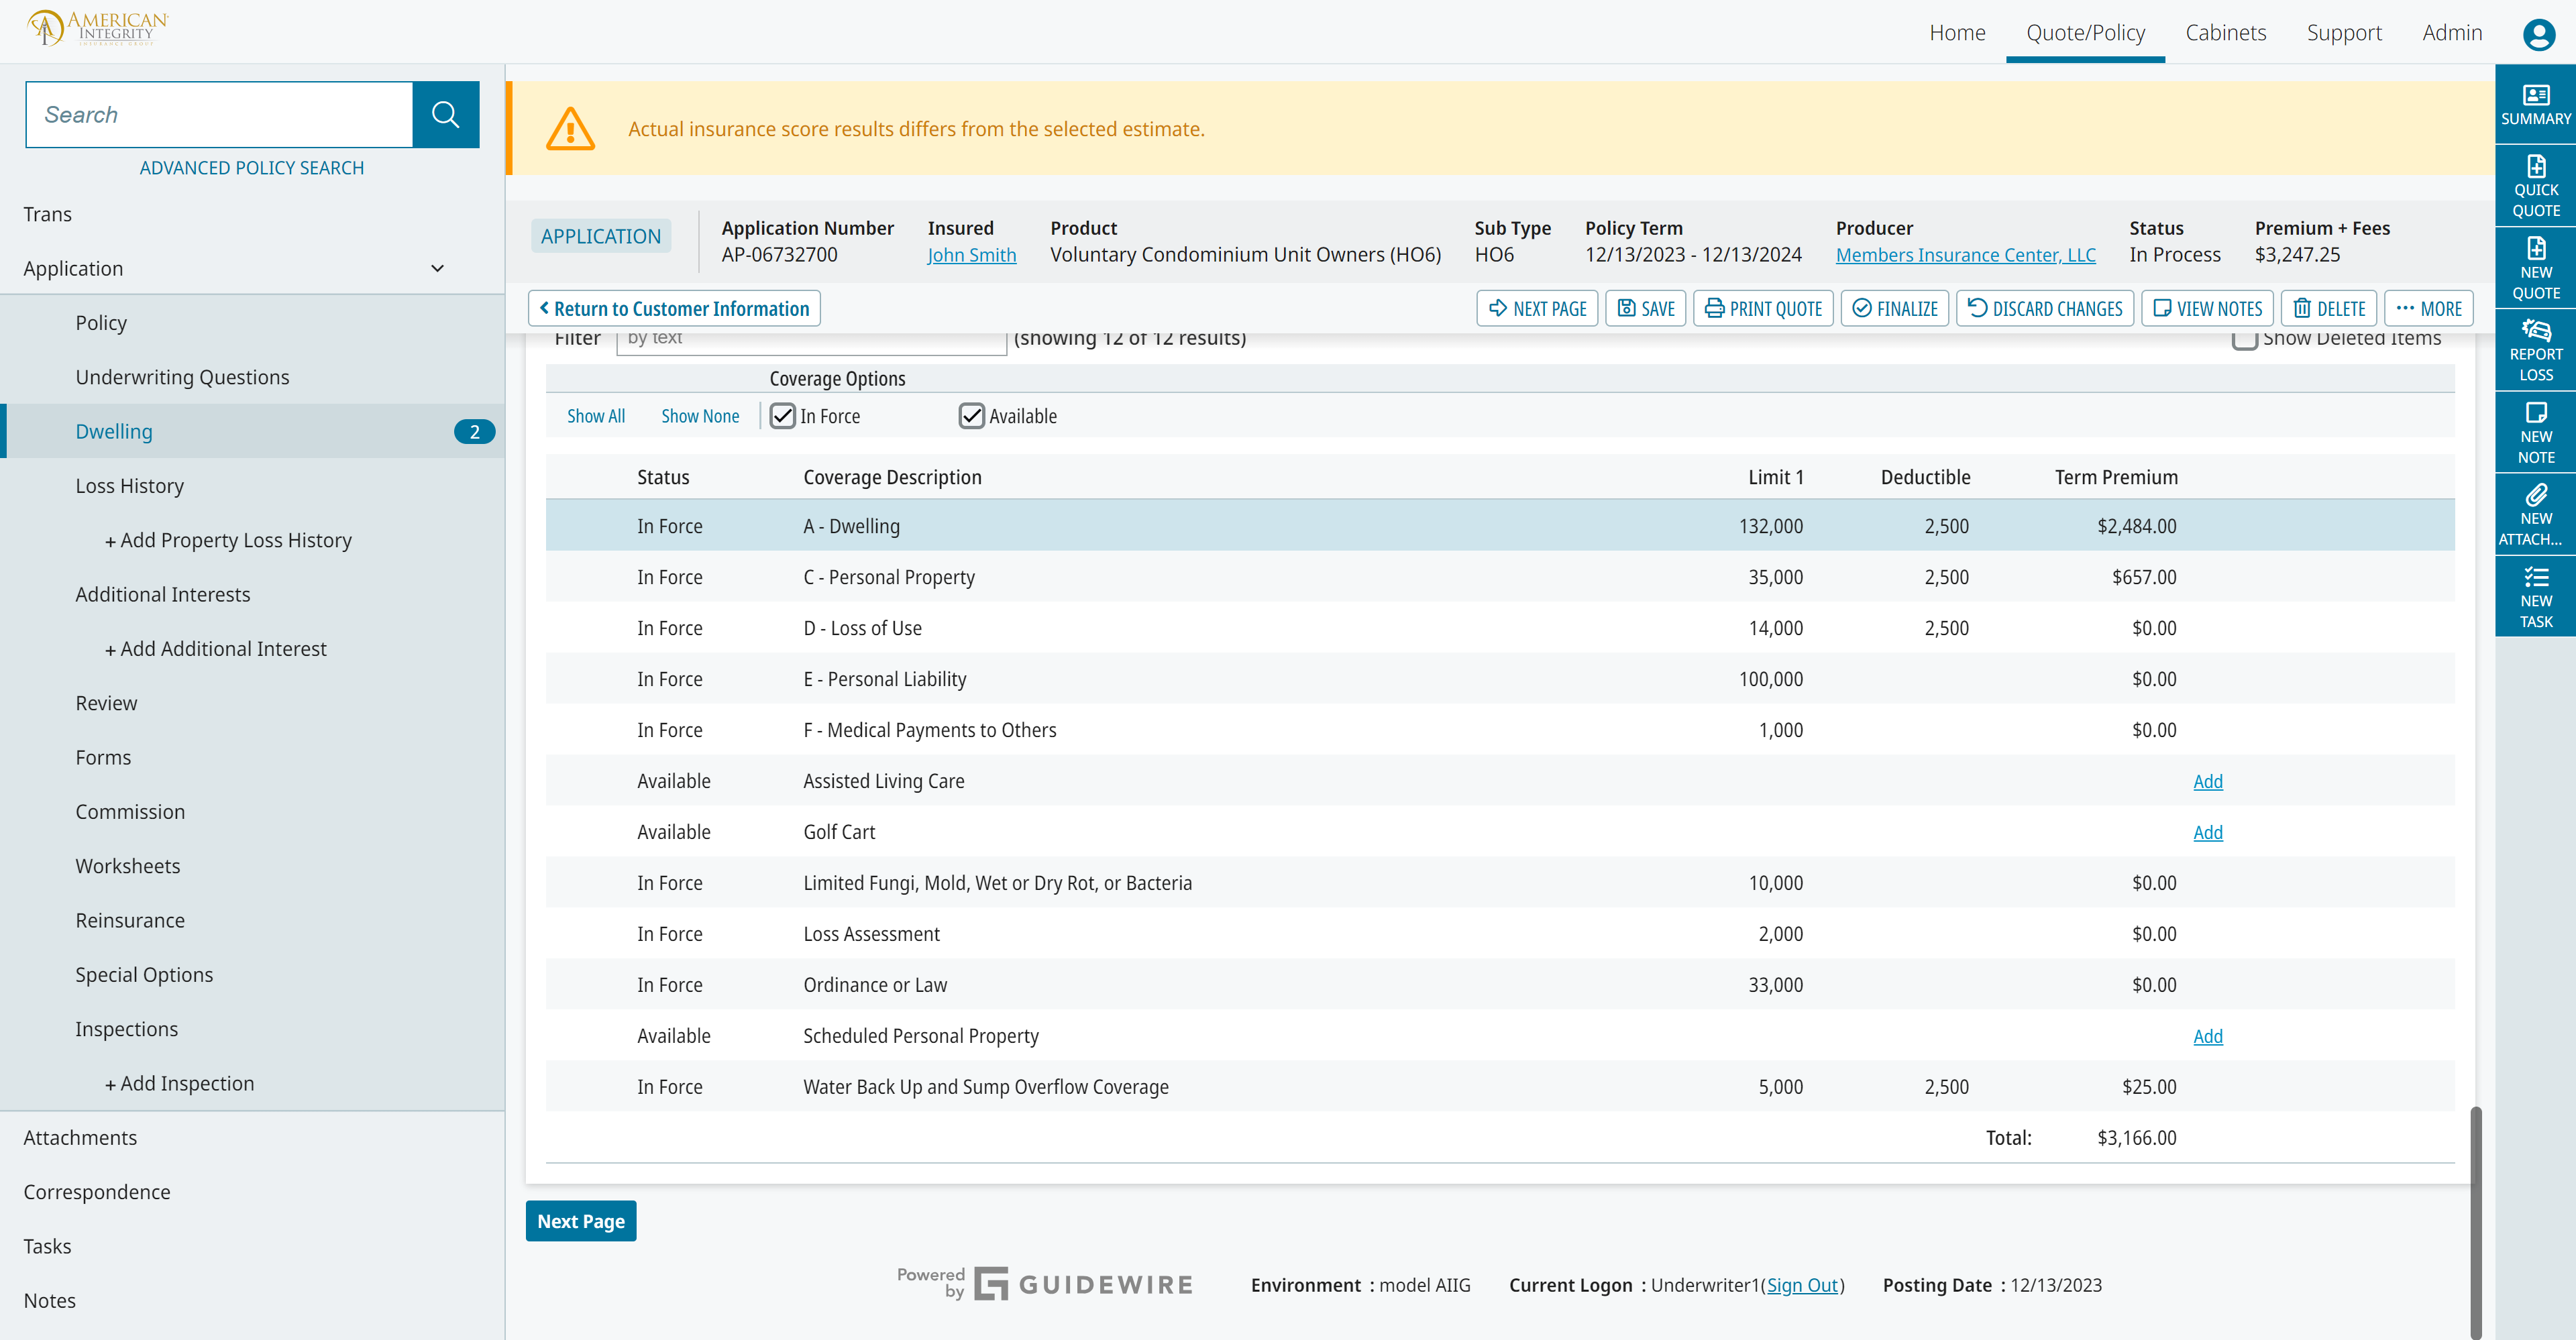 AMERICAN
INTEGRITY
INSURANCE GROUP
Home Quote/Policy Cabinets Support Admin
Search
ADVANCED POLICY SEARCH
Trans
Application
Policy
Underwriting Questions
Dwelling 2
Loss History
+ Add Property Loss History
Additional Interests
+ Add Additional Interest
Review
Forms
Commission
Worksheets
Reinsurance
Special Options
Inspections
+ Add Inspection
Attachments
Correspondence
Tasks
Notes
Actual insurance score results differs from the selected estimate.
APPLICATION
Application Number Insured Product Sub Type Policy Term Producer Status Premium + Fees
AP-06732700 John Smith Voluntary Condominium Unit Owners (HO6) HO6 12/13/2023 - 12/13/2024 Members Insurance Center, LLC In Process $3,247.25
Return to Customer Information NEXT PAGE SAVE PRINT QUOTE FINALIZE DISCARD CHANGES VIEW NOTES DELETE ··· MORE
Filter by text (showing 12 of 12 results) Show Deleted Items
Coverage Options
Show All Show None In Force Available
Status Coverage Description Limit 1 Deductible Term Premium
In Force A - Dwelling 132,000 2,500 $2,484.00
In Force C - Personal Property 35,000 2,500 $657.00
In Force D - Loss of Use 14,000 2,500 $0.00
In Force E - Personal Liability 100,000 $0.00
In Force F - Medical Payments to Others 1,000 $0.00
Available Assisted Living Care Add
Available Golf Cart Add
In Force Limited Fungi, Mold, Wet or Dry Rot, or Bacteria 10,000 $0.00
In Force Loss Assessment 2,000 $0.00
In Force Ordinance or Law 33,000 $0.00
Available Scheduled Personal Property Add
In Force Water Back Up and Sump Overflow Coverage 5,000 2,500 $25.00
Total: $3,166.00
Next Page
Powered
by GUIDEWIRE
Environment : model AIIG Current Logon : Underwriter1(Sign Out) Posting Date : 12/13/2023
SUMMARY
QUICK
QUOTE
NEW
QUOTE
REPORT
LOSS
NEW
NOTE
NEW
ATTACH...
NEW
TASK